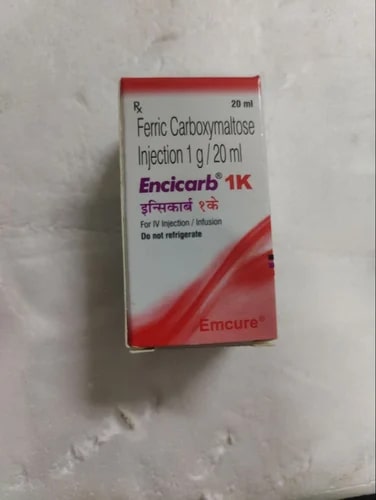 Rx 20 ml
Ferric Carboxymaltose
Injection 1 g / 20 ml
Encicarb® 1K
इन्सिकार्ब १के
For IV Injection / Infusion
Do not refrigerate
Emcure®